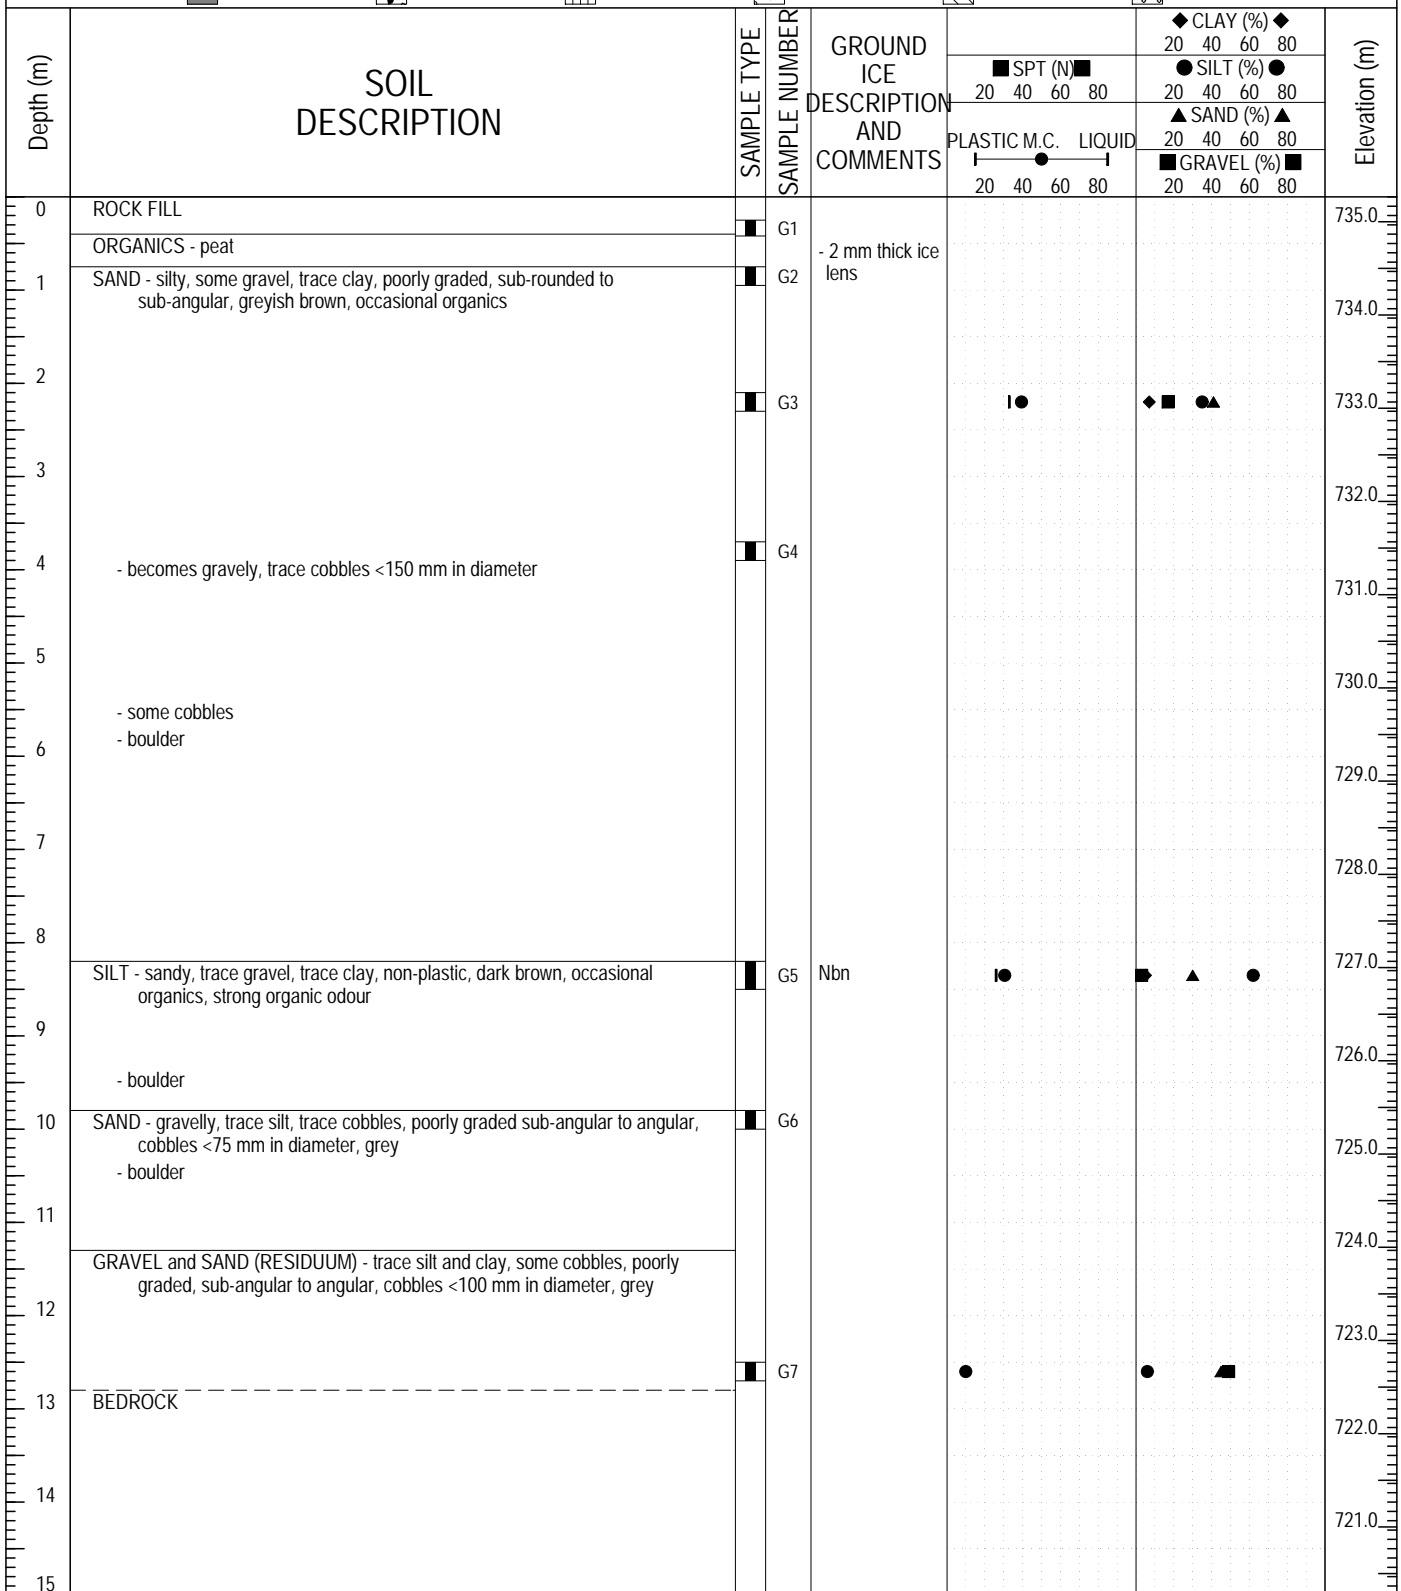 Depth (m)
SOIL
DESCRIPTION
SAMPLE TYPE
SAMPLE NUMBER
GROUND
ICE
DESCRIPTION
AND
COMMENTS
SPT (N)
20 40 60 80
PLASTIC M.C. LIQUID
20 40 60 80
CLAY (%)
20 40 60 80
SILT (%)
20 40 60 80
SAND (%)
20 40 60 80
GRAVEL (%)
20 40 60 80
Elevation (m)
0
ROCK FILL
G1
735.0
ORGANICS - peat
- 2 mm thick ice
lens
1
SAND - silty, some gravel, trace clay, poorly graded, sub-rounded to
sub-angular, greyish brown, occasional organics
G2
734.0
2
G3
733.0
3
732.0
G4
4
- becomes gravely, trace cobbles <150 mm in diameter
731.0
5
730.0
- some cobbles
- boulder
6
729.0
7
728.0
8
SILT - sandy, trace gravel, trace clay, non-plastic, dark brown, occasional
organics, strong organic odour
G5
Nbn
727.0
9
726.0
- boulder
10
SAND - gravelly, trace silt, trace cobbles, poorly graded sub-angular to angular,
cobbles <75 mm in diameter, grey
G6
725.0
- boulder
11
724.0
GRAVEL and SAND (RESIDUUM) - trace silt and clay, some cobbles, poorly
graded, sub-angular to angular, cobbles <100 mm in diameter, grey
12
723.0
G7
13
BEDROCK
722.0
14
721.0
15